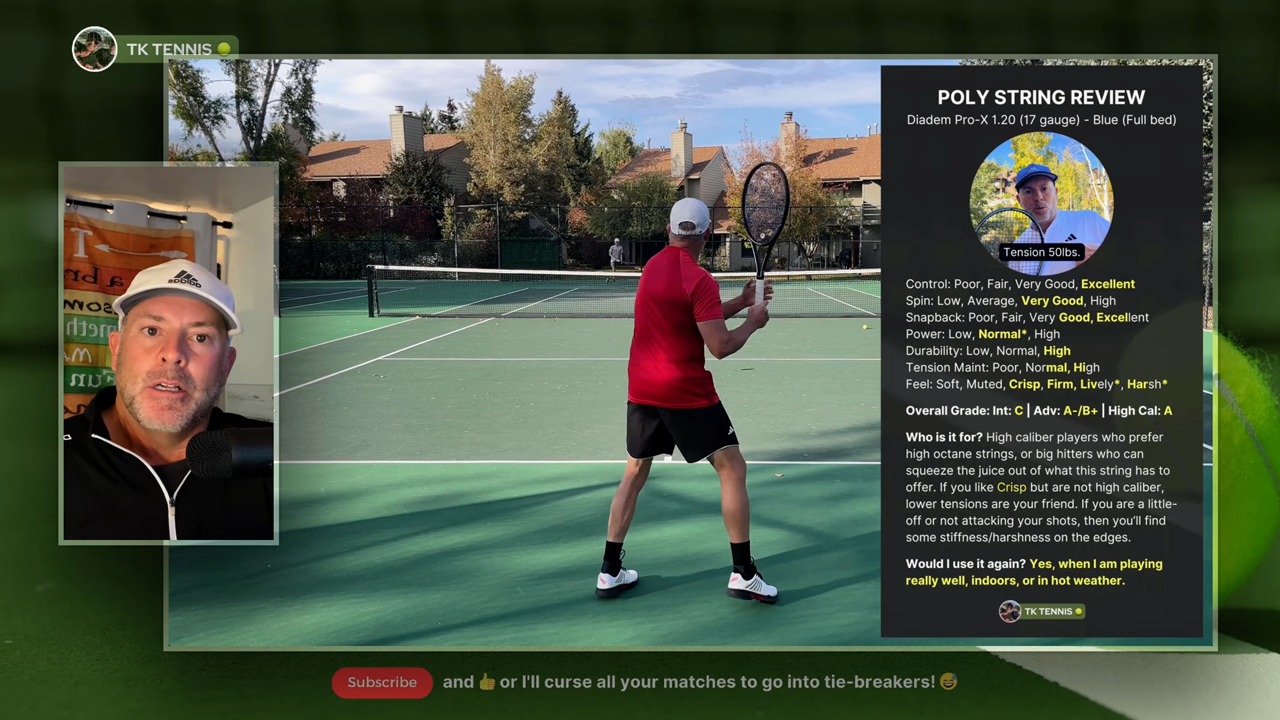 TK TENNIS
POLY STRING REVIEW
Diadem Pro-X 1.20 (17 gauge) - Blue (Full bed)
Tension 50lbs.
Control: Poor, Fair, Very Good, Excellent
Spin: Low, Average, Very Good, High
Snapback: Poor, Fair, Very Good, Excellent
Power: Low, Normal*, High
Durability: Low, Normal, High
Tension Maint: Poor, Normal, High
Feel: Soft, Muted, Crisp, Firm, Lively*, Harsh*
Overall Grade: Int: C | Adv: A-/B+ | High Cal: A
Who is it for? High caliber players who prefer
high octane strings, or big hitters who can
squeeze the juice out of what this string has to
offer. If you like Crisp but are not high caliber,
lower tensions are your friend. If you are a little-
off or not attacking your shots, then you'll find
some stiffness/harshness on the edges.
Would I use it again? Yes, when I am playing
really well, indoors, or in hot weather.
TK TENNIS
adidas
Subscribe and 👍 or I'll curse all your matches to go into tie-breakers! 😅